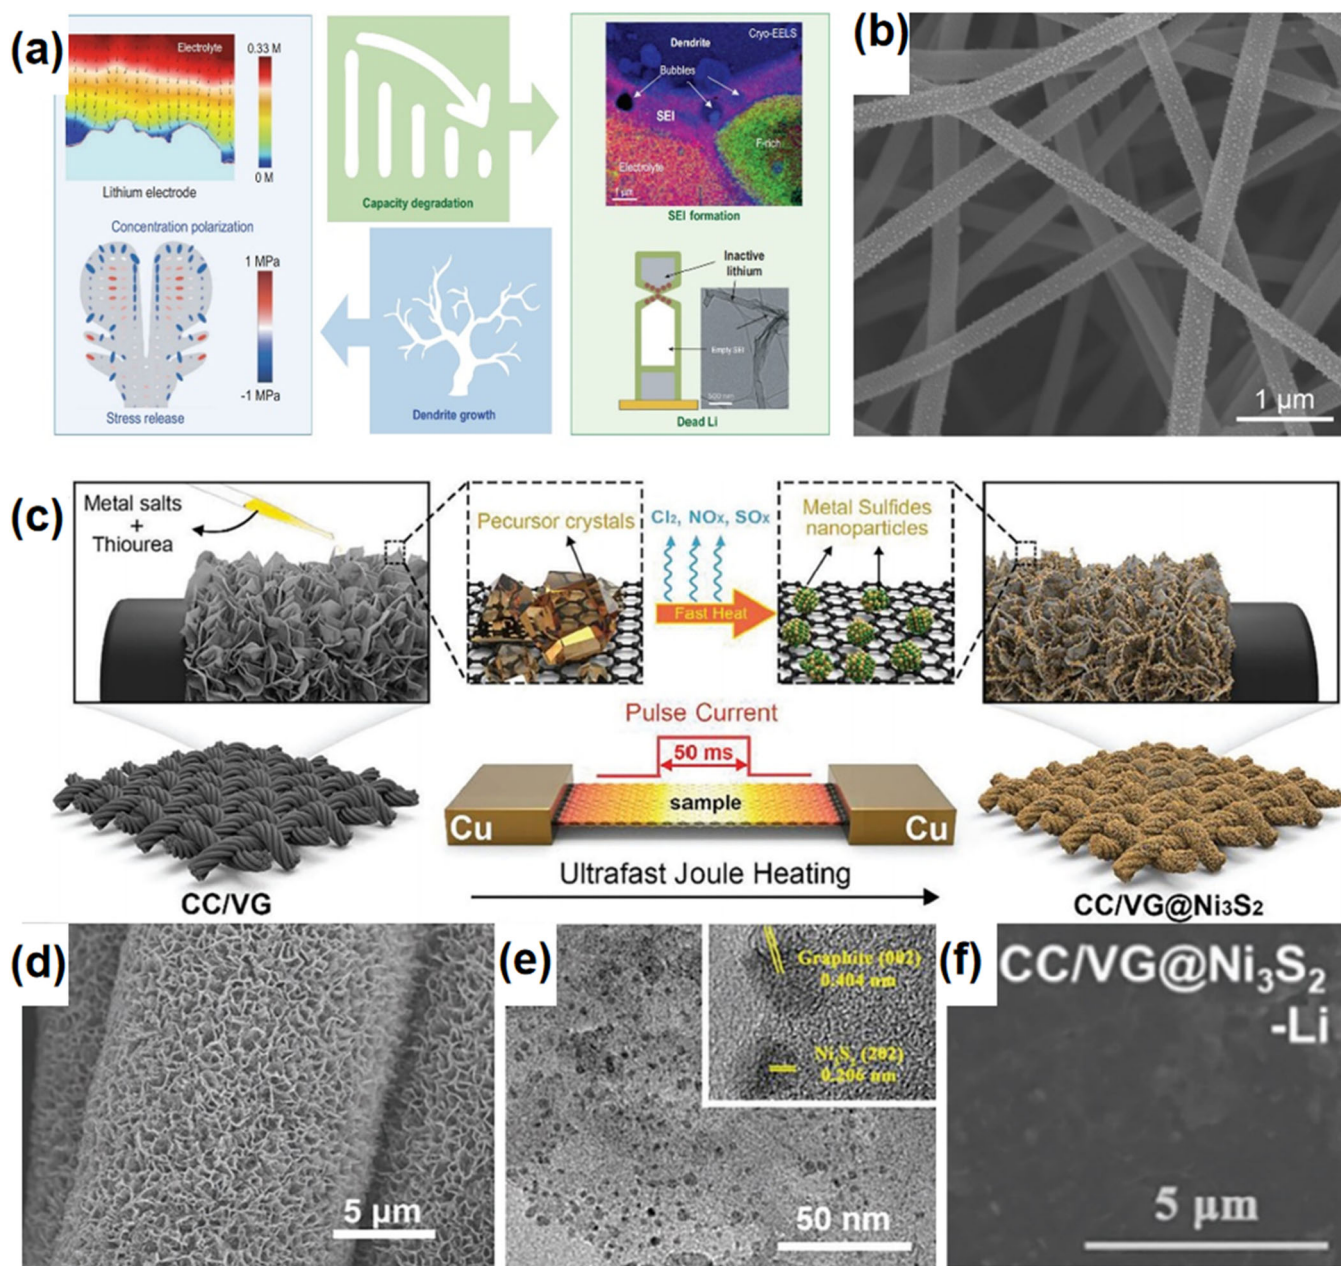 (a)
Electrolyte
0.33 M
0 M
Lithium electrode
Concentration polarization
1 MPa
-1 MPa
Stress release
Capacity degradation
Dendrite growth
Dendrite
Cryo-EELS
Bubbles
SEI
F-rich
Electrolyte
1 µm
SEI formation
Inactive
lithium
Empty SEI
500 nm
Dead Li
(b)
1 µm
(c)
Metal salts
+
Thiourea
Pecursor crystals
Cl₂, NOx, SOx
Fast Heat
Metal Sulfides
nanoparticles
Pulse Current
50 ms
sample
Cu
Cu
Ultrafast Joule Heating
CC/VG
CC/VG@Ni₃S₂
(d)
5 µm
(e)
Graphite (002)
0.404 nm
Ni₃S₂ (202)
0.206 nm
50 nm
(f)
CC/VG@Ni₃S₂
-Li
5 µm